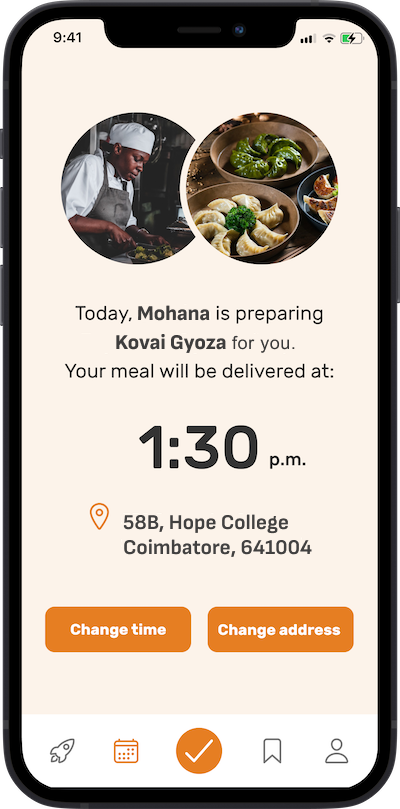 9:41
Today, Mohana is preparing
Kovai Gyoza for you.
Your meal will be delivered at:
1:30 p.m.
58B, Hope College
Coimbatore, 641004
Change time
Change address